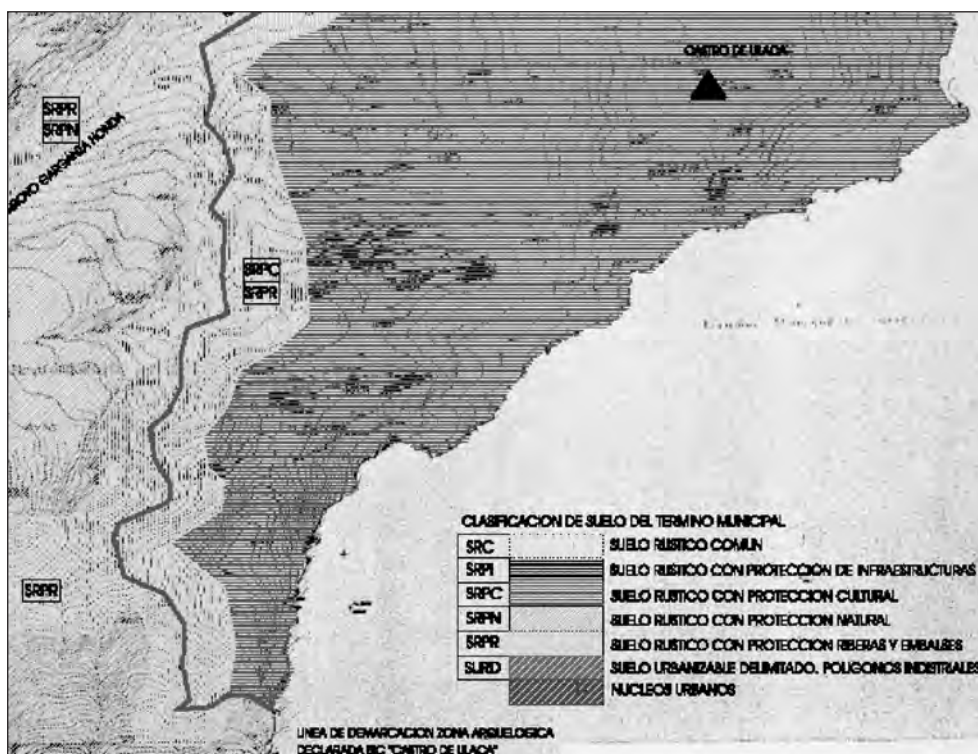 CASTRO DE ULACA
SRPR
SRPN
ARROYO GARGANTA HONDA
SRPC
SRPR
SRPR
CLASIFICACION DE SUELO DEL TERMINO MUNICIPAL
SRC SUELO RUSTICO COMUN
SRPI SUELO RUSTICO CON PROTECCION DE INFRAESTRUCTURAS
SRPC SUELO RUSTICO CON PROTECCION CULTURAL
SRPN SUELO RUSTICO CON PROTECCION NATURAL
SRPR SUELO RUSTICO CON PROTECCION RIBERAS Y EMBALSES
SURD SUELO URBANIZABLE DELIMITADO. POLIGONOS INDUSTRIALES
NUCLEOS URBANOS
LINEA DE DEMARCACION ZONA ARQUEOLOGICA
DECLARADA BIC "CASTRO DE ULACA"